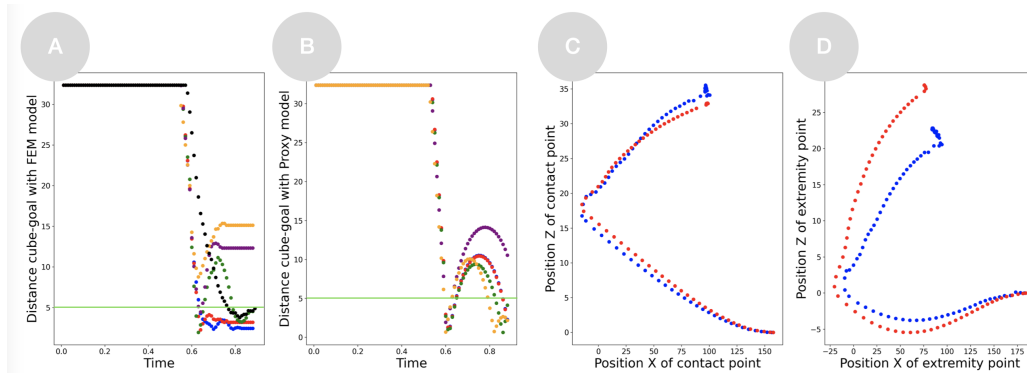 A
B
C
D
Distance cube-goal with FEM model
30
25
20
15
10
5
0.0 0.2 0.4 0.6 0.8
Time
Distance cube-goal with Proxy model
30
25
20
15
10
5
0
0.0 0.2 0.4 0.6 0.8
Time
Position Z of contact point
35
30
25
20
15
10
5
0
0 25 50 75 100 125 150
Position X of contact point
Position Z of extremity point
25
20
15
10
5
0
−5
−25 0 25 50 75 100 125 150 175
Position X of extremity point